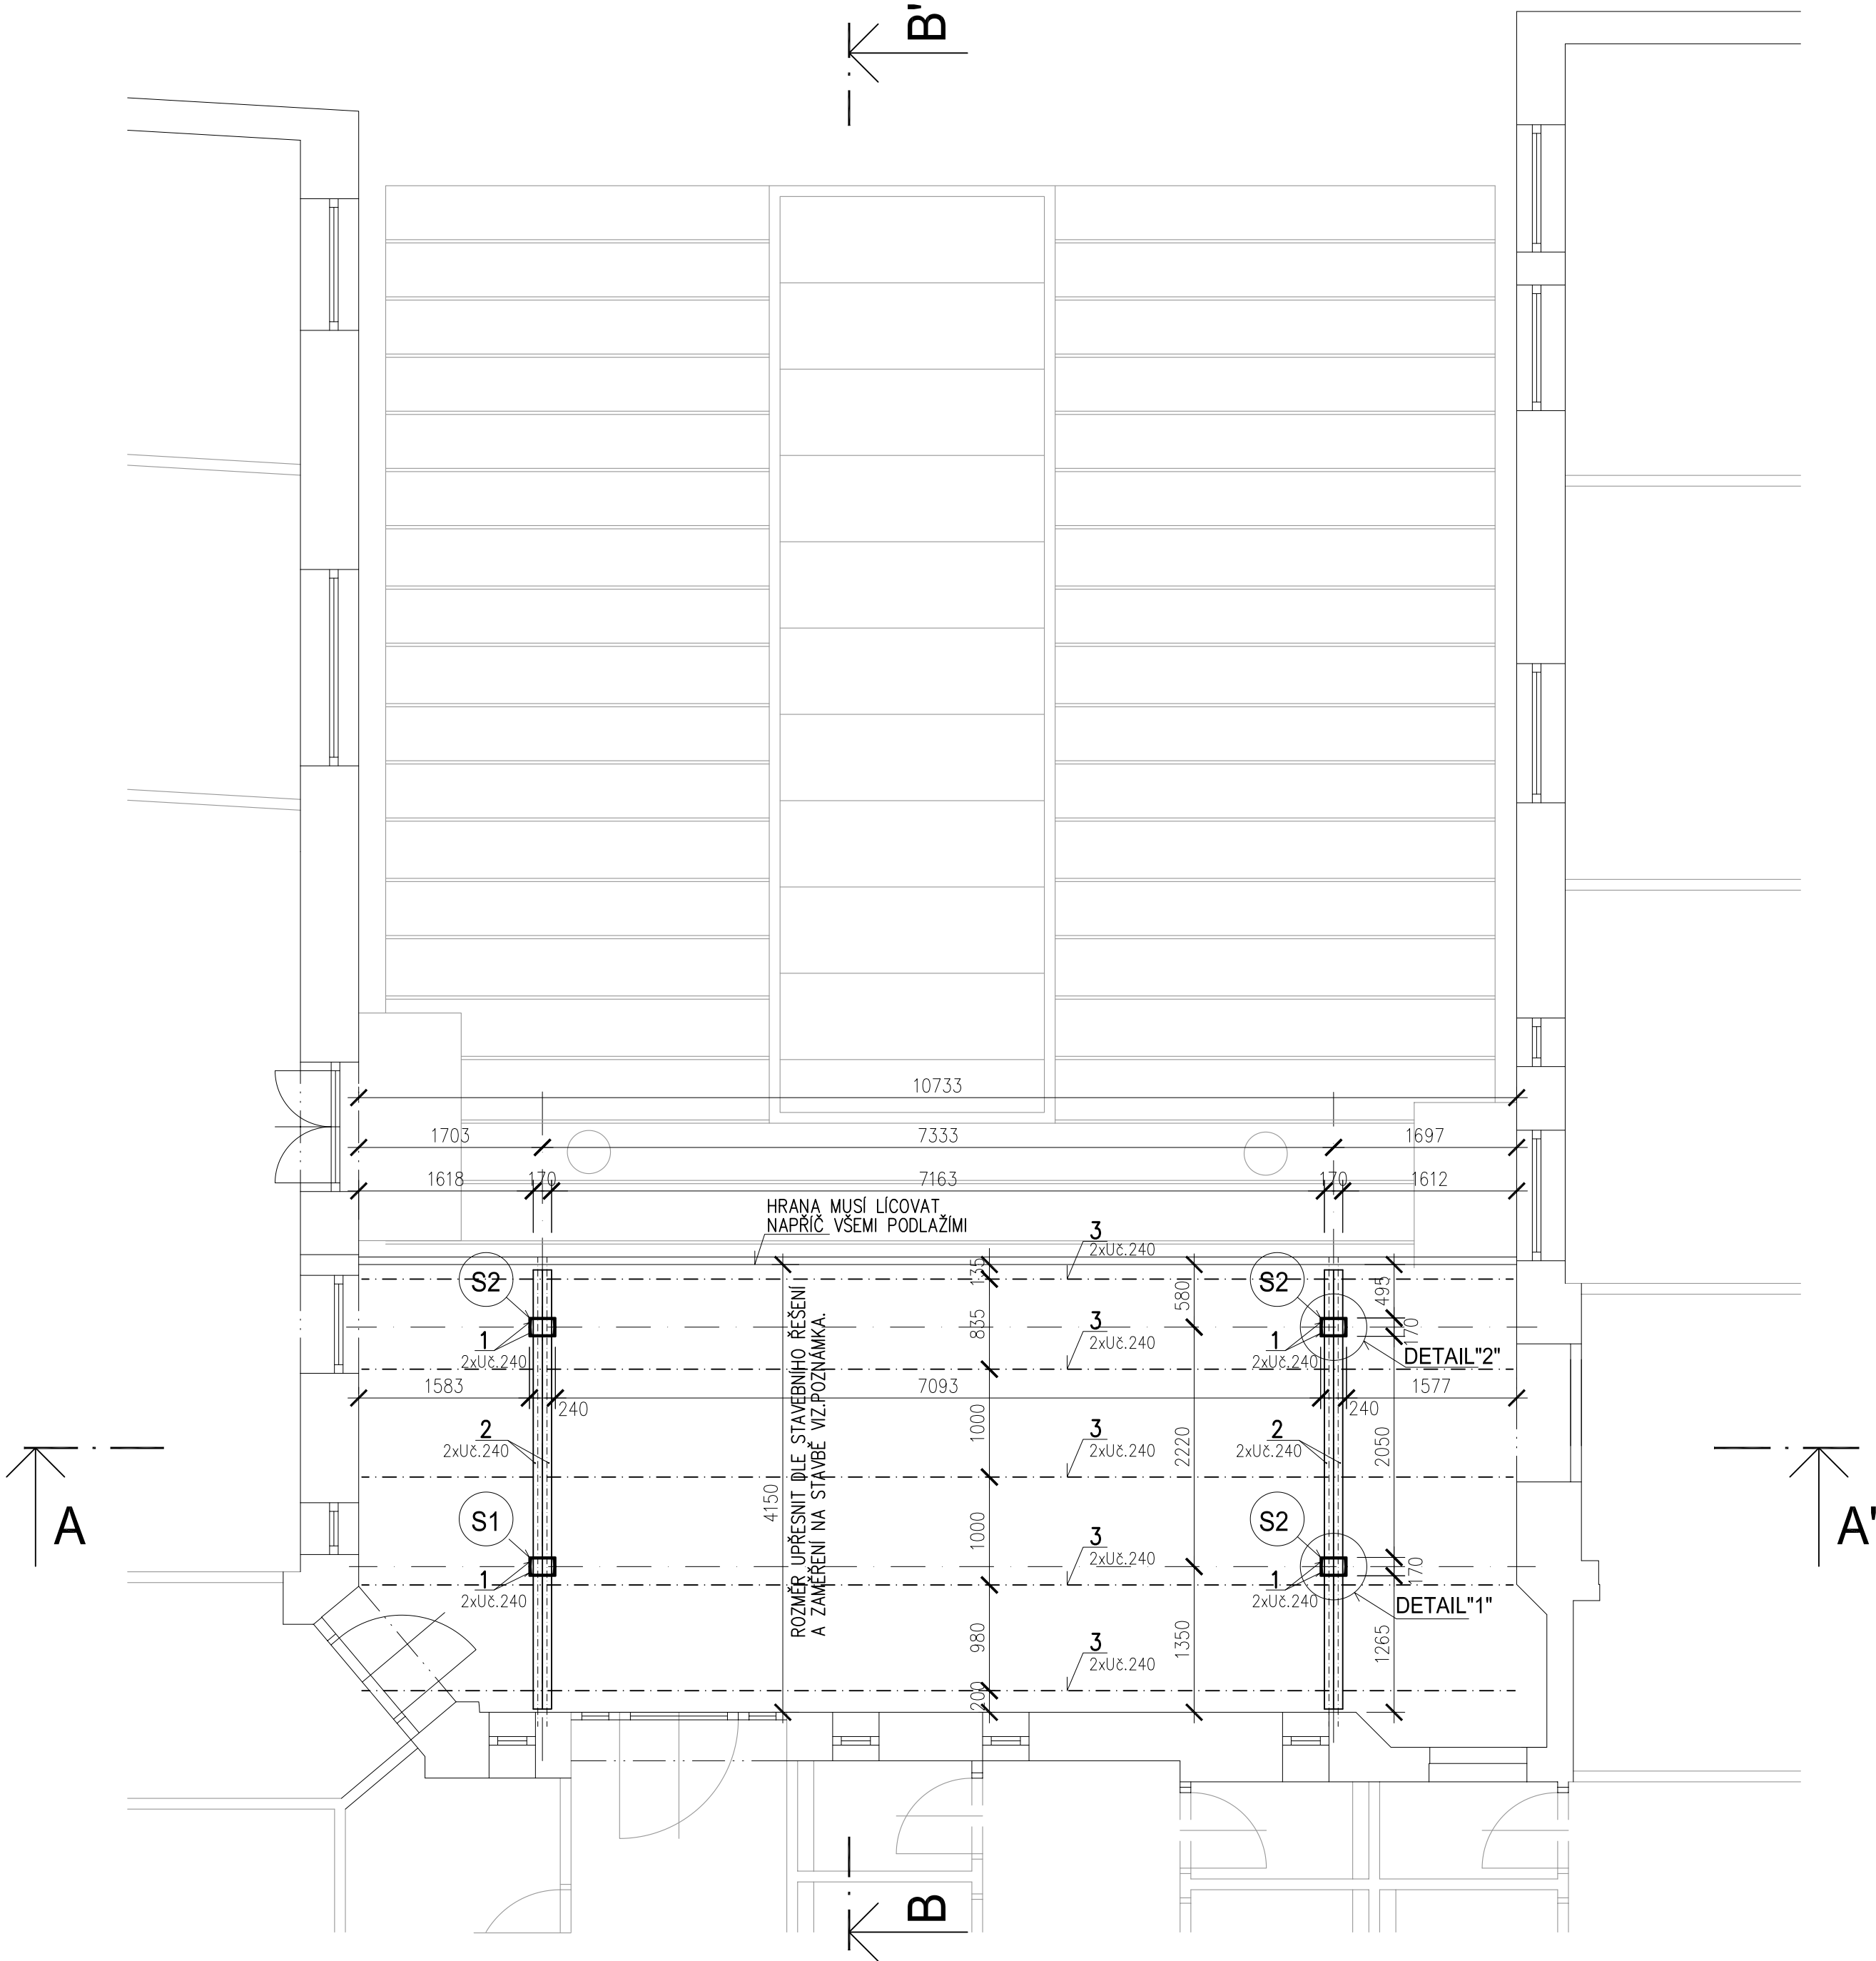 B'
10733
1703
7333
1697
1618
170
7163
170
1612
HRANA MUSÍ LÍCOVAT
NAPŘÍČ VŠEMI PODLAŽÍMI
3
2xUč.240
S2
S2
135
580
495
1
2xUč.240
835
3
2xUč.240
1
2xUč.240
170
DETAIL"2"
1583
240
7093
240
1577
2
2xUč.240
1000
3
2xUč.240
2220
2
2xUč.240
2050
4150
ROZMĚR UPŘESNIT DLE STAVEBNÍHO ŘEŠENÍ
A ZAMĚŘENÍ NA STAVBĚ VIZ.POZNÁMKA.
A
A'
S1
S2
1000
3
2xUč.240
1
2xUč.240
1
2xUč.240
170
DETAIL"1"
980
3
2xUč.240
1350
1265
200
B